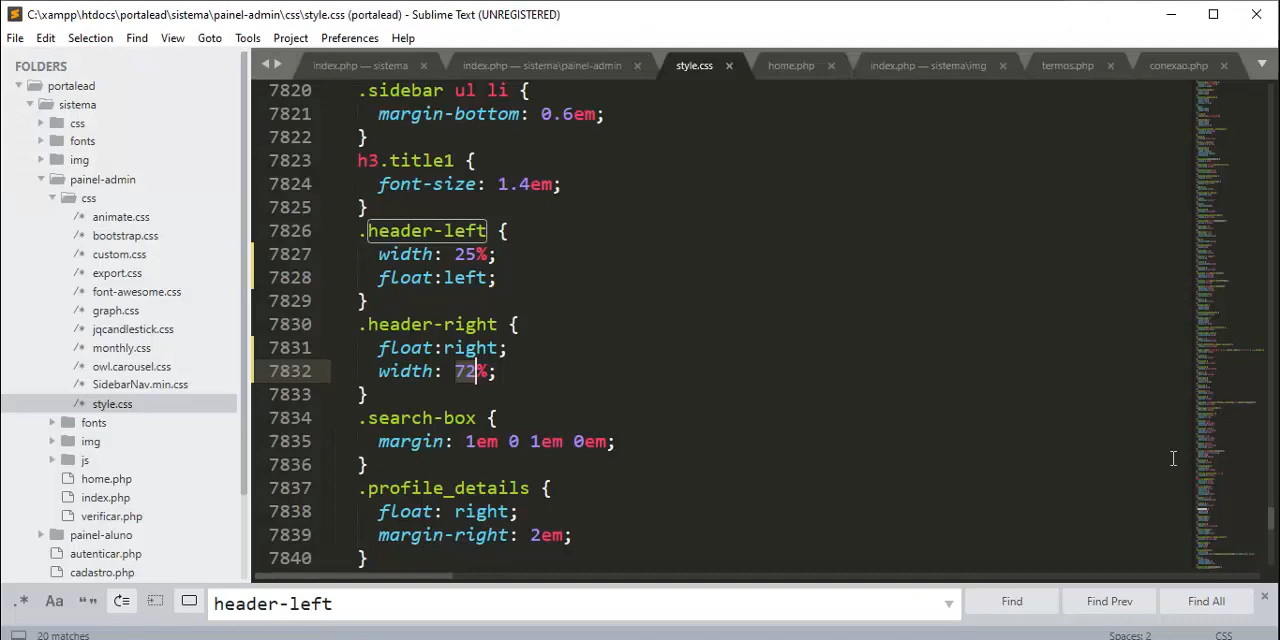 C:\xampp\htdocs\portalead\sistema\painel-admin\css\style.css (portalead) - Sublime Text (UNREGISTERED)
File Edit Selection Find View Goto Tools Project Preferences Help
FOLDERS
portalead
sistema
css
fonts
img
painel-admin
css
/* animate.css
/* bootstrap.css
/* custom.css
/* export.css
/* font-awesome.css
/* graph.css
/* jqcandlestick.css
/* monthly.css
/* owl.carousel.css
/* SidebarNav.min.css
/* style.css
fonts
img
js
home.php
index.php
verificar.php
painel-aluno
autenticar.php
cadastro.php
index.php — sistema
index.php — sistema\painel-admin
style.css
home.php
index.php — sistema\img
termos.php
conexao.php
7820 .sidebar ul li {
7821 margin-bottom: 0.6em;
7822 }
7823 h3.title1 {
7824 font-size: 1.4em;
7825 }
7826 .header-left {
7827 width: 25%;
7828 float:left;
7829 }
7830 .header-right {
7831 float:right;
7832 width: 72%;
7833 }
7834 .search-box {
7835 margin: 1em 0 1em 0em;
7836 }
7837 .profile_details {
7838 float: right;
7839 margin-right: 2em;
7840 }
.* Aa “” header-left Find Find Prev Find All
20 matches Spaces: 2 CSS